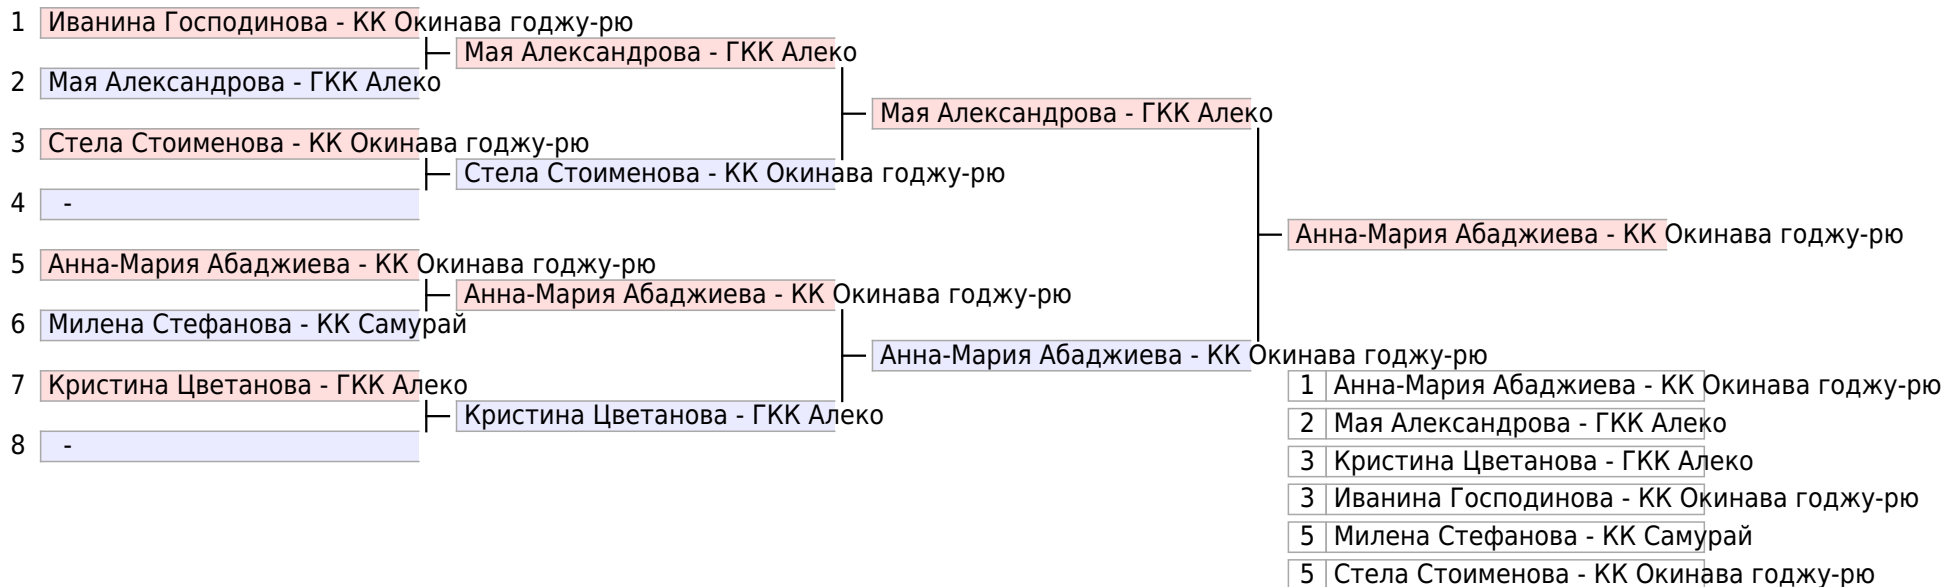 1 Иванина Господинова - КК Окинава годжу-рю
Мая Александрова - ГКК Алеко
2 Мая Александрова - ГКК Алеко
Мая Александрова - ГКК Алеко
3 Стела Стоименова - КК Окинава годжу-рю
Стела Стоименова - КК Окинава годжу-рю
4 -
Анна-Мария Абаджиева - КК Окинава годжу-рю
5 Анна-Мария Абаджиева - КК Окинава годжу-рю
Анна-Мария Абаджиева - КК Окинава годжу-рю
6 Милена Стефанова - КК Самурай
Анна-Мария Абаджиева - КК Окинава годжу-рю
7 Кристина Цветанова - ГКК Алеко
Кристина Цветанова - ГКК Алеко
8 -
1 Анна-Мария Абаджиева - КК Окинава годжу-рю
2 Мая Александрова - ГКК Алеко
3 Кристина Цветанова - ГКК Алеко
3 Иванина Господинова - КК Окинава годжу-рю
5 Милена Стефанова - КК Самурай
5 Стела Стоименова - КК Окинава годжу-рю